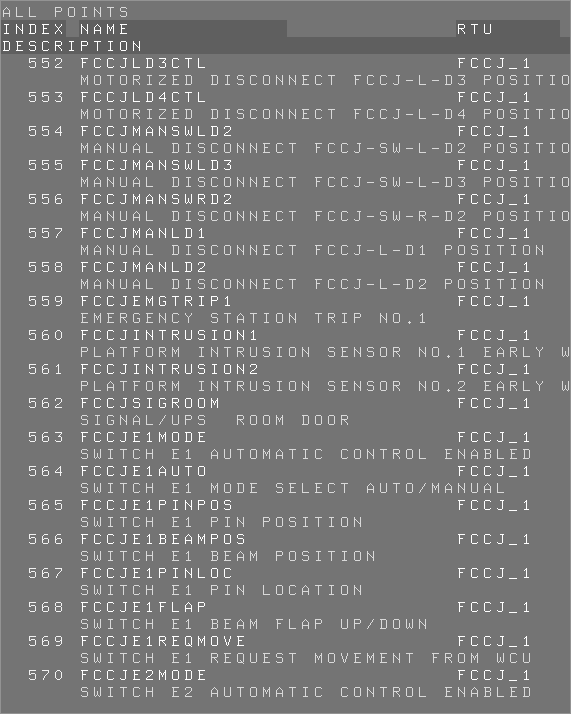 ALL POINTS
INDEX NAME RTU
DESCRIPTION
552 FCCJLD3CTL FCCJ_1
MOTORIZED DISCONNECT FCCJ-L-D3 POSITIO
553 FCCJLD4CTL FCCJ_1
MOTORIZED DISCONNECT FCCJ-L-D4 POSITIO
554 FCCJMANSWLD2 FCCJ_1
MANUAL DISCONNECT FCCJ-SW-L-D2 POSITIO
555 FCCJMANSWLD3 FCCJ_1
MANUAL DISCONNECT FCCJ-SW-L-D3 POSITIO
556 FCCJMANSWRD2 FCCJ_1
MANUAL DISCONNECT FCCJ-SW-R-D2 POSITIO
557 FCCJMANLD1 FCCJ_1
MANUAL DISCONNECT FCCJ-L-D1 POSITION
558 FCCJMANLD2 FCCJ_1
MANUAL DISCONNECT FCCJ-L-D2 POSITION
559 FCCJEMGTRIP1 FCCJ_1
EMERGENCY STATION TRIP NO.1
560 FCCJINTRUSION1 FCCJ_1
PLATFORM INTRUSION SENSOR NO.1 EARLY W
561 FCCJINTRUSION2 FCCJ_1
PLATFORM INTRUSION SENSOR NO.2 EARLY W
562 FCCJSIGROOM FCCJ_1
SIGNAL/UPS ROOM DOOR
563 FCCJE1MODE FCCJ_1
SWITCH E1 AUTOMATIC CONTROL ENABLED
564 FCCJE1AUTO FCCJ_1
SWITCH E1 MODE SELECT AUTO/MANUAL
565 FCCJE1PINPOS FCCJ_1
SWITCH E1 PIN POSITION
566 FCCJE1BEAMPOS FCCJ_1
SWITCH E1 BEAM POSITION
567 FCCJE1PINLOC FCCJ_1
SWITCH E1 PIN LOCATION
568 FCCJE1FLAP FCCJ_1
SWITCH E1 BEAM FLAP UP/DOWN
569 FCCJE1REQMOVE FCCJ_1
SWITCH E1 REQUEST MOVEMENT FROM WCU
570 FCCJE2MODE FCCJ_1
SWITCH E2 AUTOMATIC CONTROL ENABLED